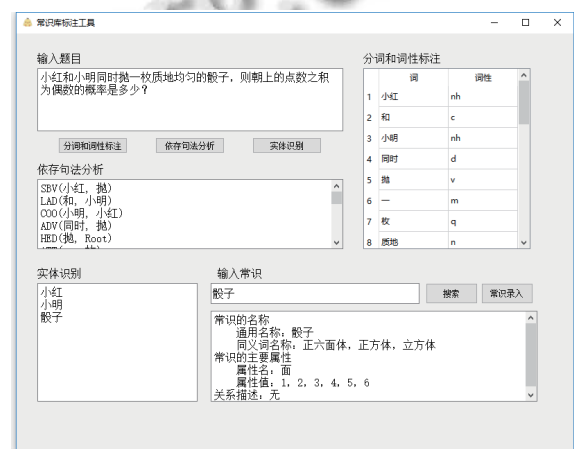 常识库标注工具
输入题目
小红和小明同时抛一枚质地均匀的骰子，则朝上的点数之积
为偶数的概率是多少？
分词和词性标注 依存句法分析 实体识别
依存句法分析
SBV(小红, 抛)
LAD(和, 小明)
COO(小明, 小红)
ADV(同时, 抛)
HED(抛, Root)
分词和词性标注
词 词性
1 小红 nh
2 和 c
3 小明 nh
4 同时 d
5 抛 v
6 一 m
7 枚 q
8 质地 n
实体识别
小红
小明
骰子
输入常识
骰子 搜索 常识录入
常识的名称
通用名称：骰子
同义词名称：正六面体，正方体，立方体
常识的主要属性
属性名：面
属性值：1, 2, 3, 4, 5, 6
关系描述：无